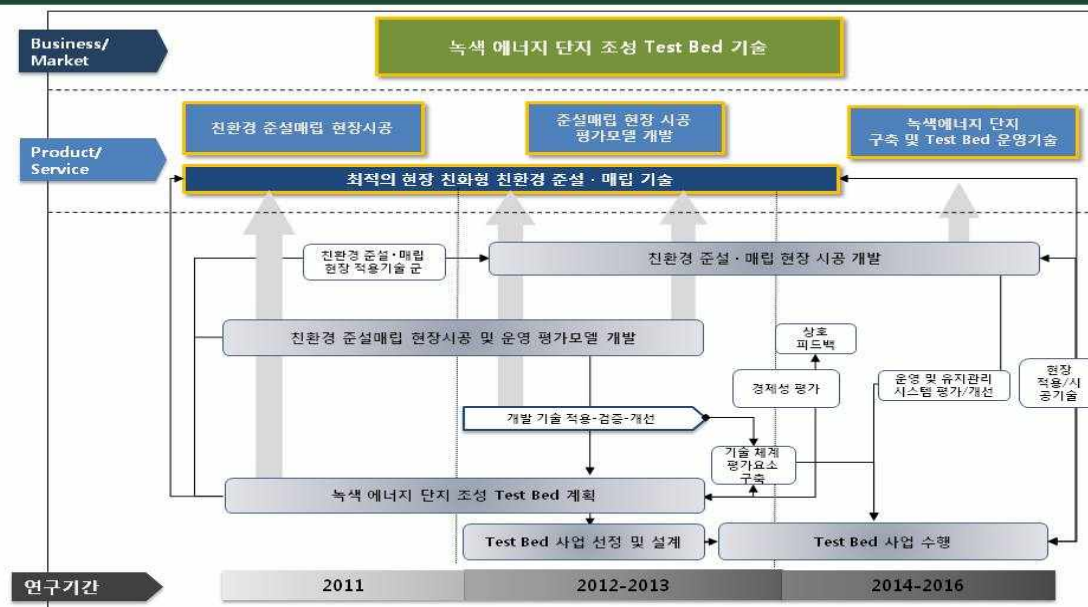 Business/
Market
녹색 에너지 단지 조성 Test Bed 기술
친환경 준설매립 현장시공
준설매립 현장 시공
평가모델 개발
녹색에너지 단지
구축 및 Test Bed 운영기술
Product/
Service
최적의 현장 친화형 친환경 준설·매립 기술
친환경 준설·매립
현장 적용기술 군
친환경 준설·매립 현장 시공 개발
친환경 준설매립 현장시공 및 운영 평가모델 개발
상호
피드백
경제성 평가
운영 및 유지관리
시스템 평가/개선
현장
적용/시
공기술
개발 기술 적용-검증-개선
기술 체계
평가요소
구축
녹색 에너지 단지 조성 Test Bed 계획
Test Bed 사업 선정 및 설계
Test Bed 사업 수행
연구기간
2011
2012-2013
2014-2016